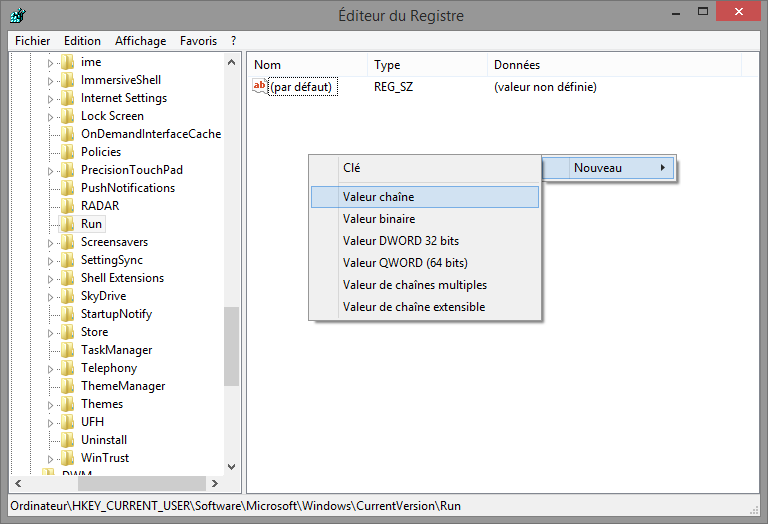 Éditeur du Registre
Fichier Edition Affichage Favoris ?
ime
ImmersiveShell
Internet Settings
Lock Screen
OnDemandInterfaceCache
Policies
PrecisionTouchPad
PushNotifications
RADAR
Run
Screensavers
SettingSync
Shell Extensions
SkyDrive
StartupNotify
Store
TaskManager
Telephony
ThemeManager
Themes
UFH
Uninstall
WinTrust
DWM
Nom Type Données
ab (par défaut) REG_SZ (valeur non définie)
Nouveau
Clé
Valeur chaîne
Valeur binaire
Valeur DWORD 32 bits
Valeur QWORD (64 bits)
Valeur de chaînes multiples
Valeur de chaîne extensible
Ordinateur\HKEY_CURRENT_USER\Software\Microsoft\Windows\CurrentVersion\Run